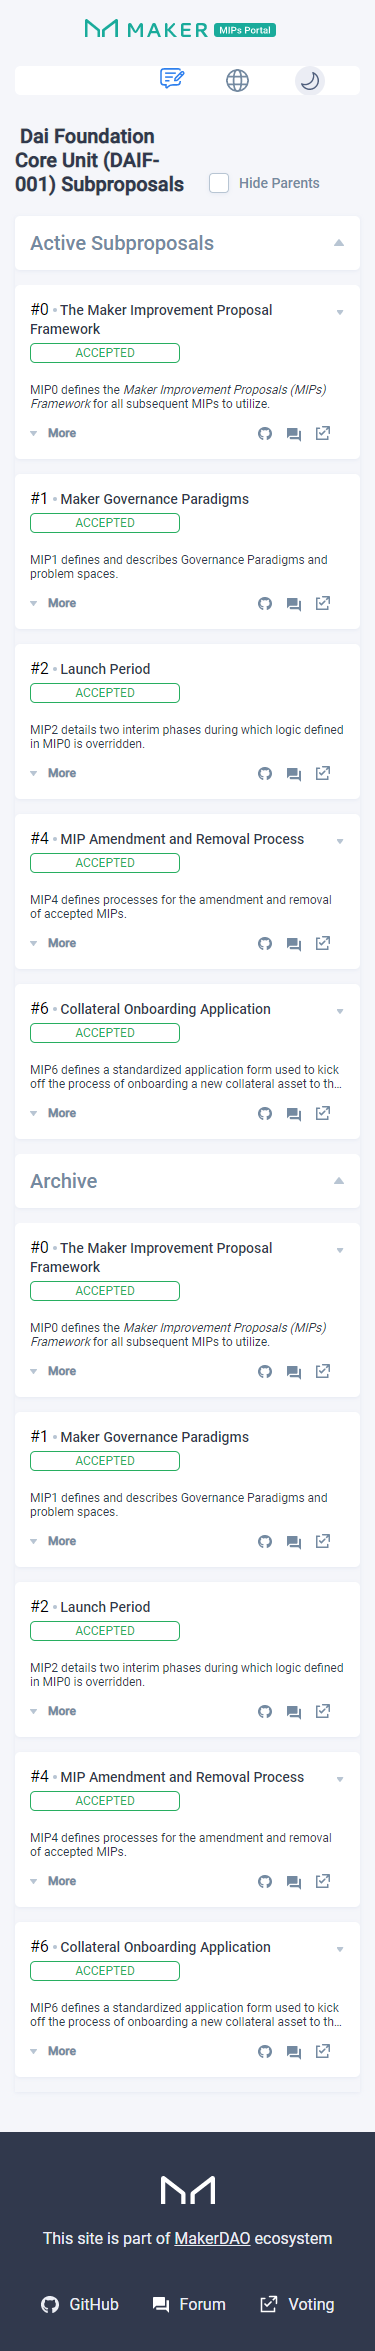 MAKER MIPs Portal
Dai Foundation
Core Unit (DAIF-
001) Subproposals
Hide Parents
Active Subproposals
#0 • The Maker Improvement Proposal
Framework
ACCEPTED
MIP0 defines the Maker Improvement Proposals (MIPs)
Framework for all subsequent MIPs to utilize.
More
#1 • Maker Governance Paradigms
ACCEPTED
MIP1 defines and describes Governance Paradigms and
problem spaces.
More
#2 • Launch Period
ACCEPTED
MIP2 details two interim phases during which logic defined
in MIP0 is overridden.
More
#4 • MIP Amendment and Removal Process
ACCEPTED
MIP4 defines processes for the amendment and removal
of accepted MIPs.
More
#6 • Collateral Onboarding Application
ACCEPTED
MIP6 defines a standardized application form used to kick
off the process of onboarding a new collateral asset to th...
More
Archive
#0 • The Maker Improvement Proposal
Framework
ACCEPTED
MIP0 defines the Maker Improvement Proposals (MIPs)
Framework for all subsequent MIPs to utilize.
More
#1 • Maker Governance Paradigms
ACCEPTED
MIP1 defines and describes Governance Paradigms and
problem spaces.
More
#2 • Launch Period
ACCEPTED
MIP2 details two interim phases during which logic defined
in MIP0 is overridden.
More
#4 • MIP Amendment and Removal Process
ACCEPTED
MIP4 defines processes for the amendment and removal
of accepted MIPs.
More
#6 • Collateral Onboarding Application
ACCEPTED
MIP6 defines a standardized application form used to kick
off the process of onboarding a new collateral asset to th...
More
This site is part of MakerDAO ecosystem
GitHub Forum Voting